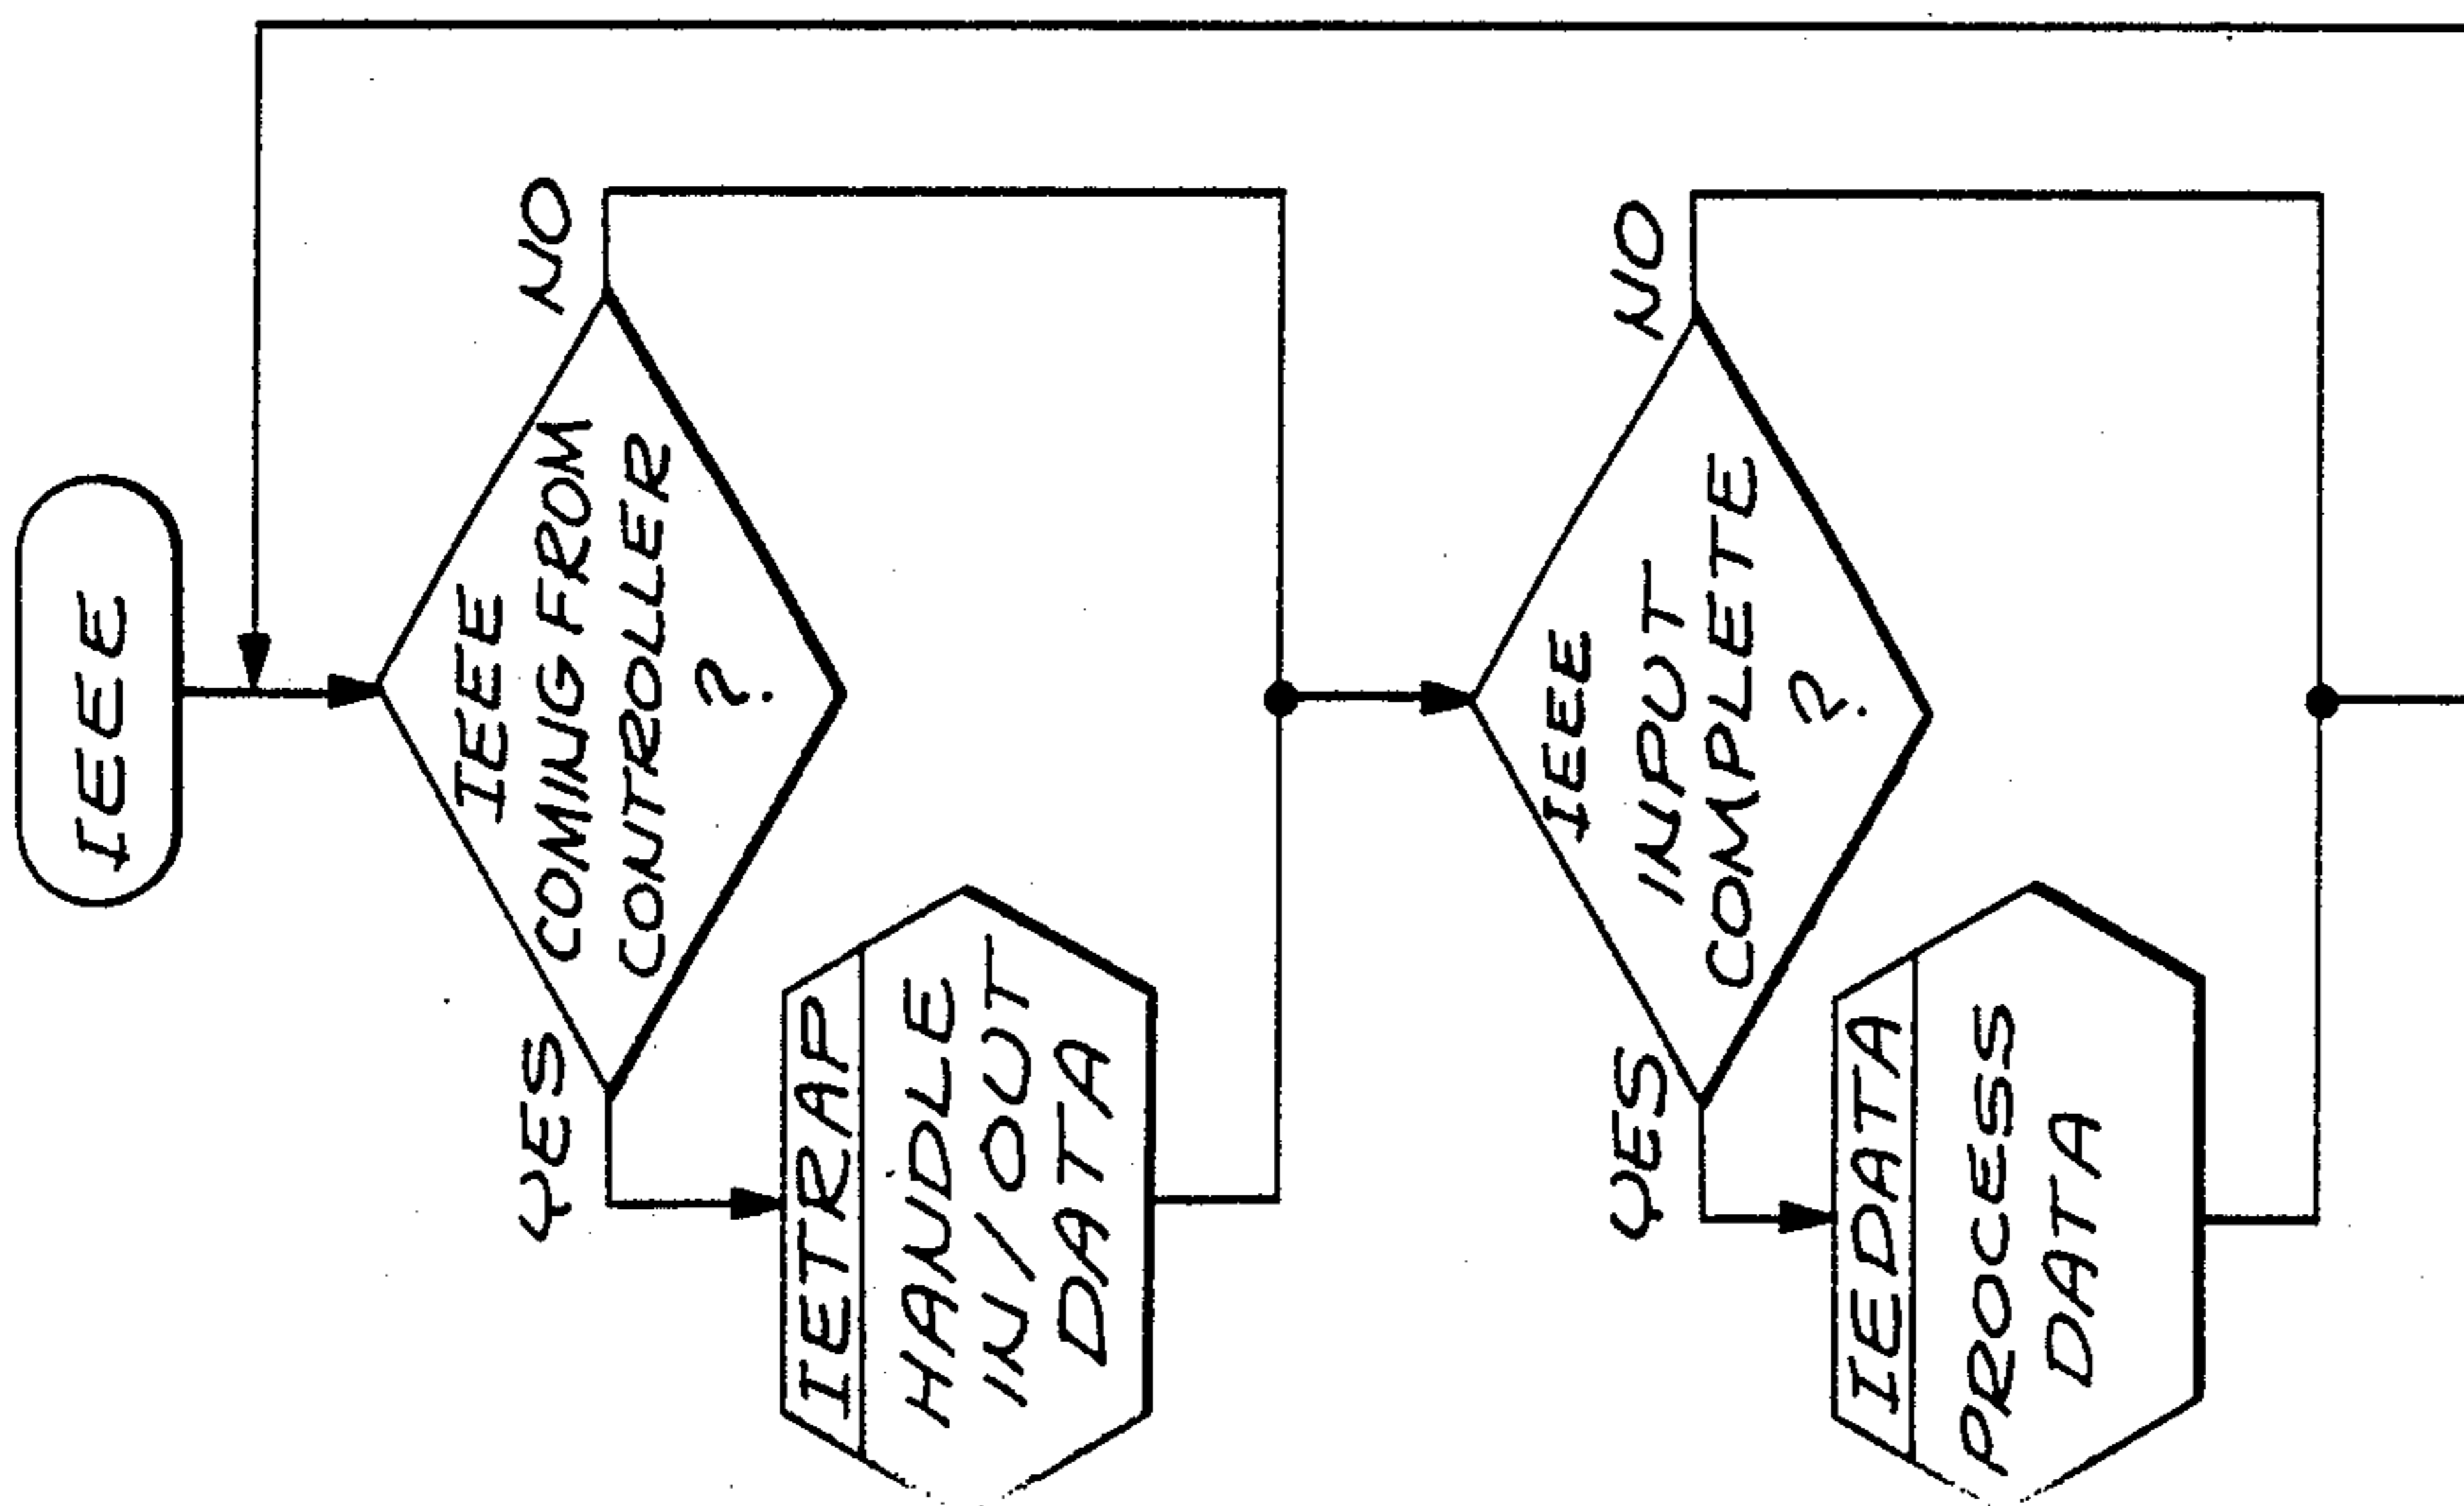 IEEE
IEEE
COMING FROM
CONTROLLER
?
YES
NO
IETRAP
HANDLE
IN/OUT
DATA
IEEE
INPUT
COMPLETE
?
YES
NO
IEDATA
PROCESS
DATA